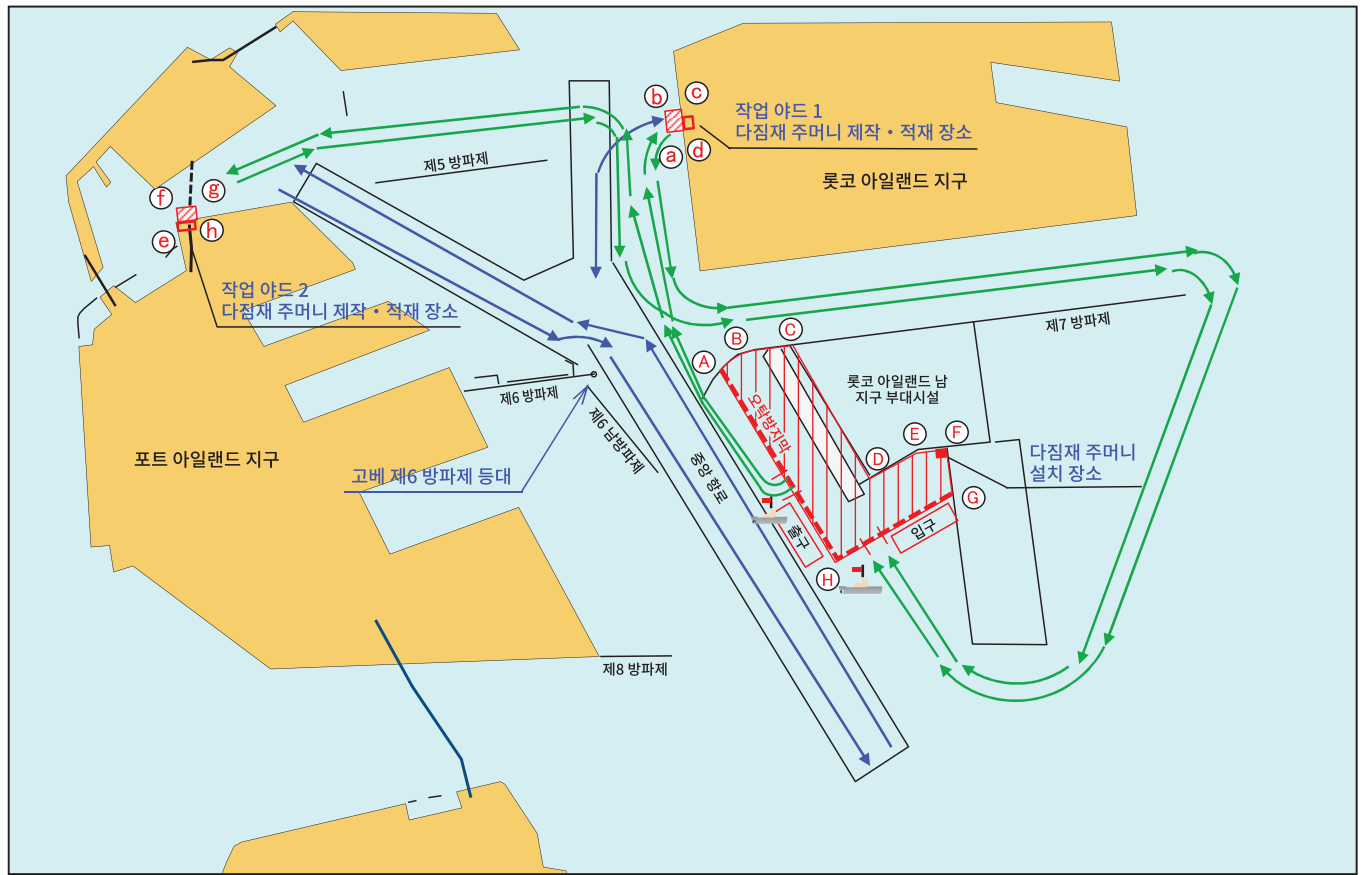 b
c
작업 야드 1
다짐재 주머니 제작・적재 장소
a
d
제5 방파제
롯코 아일랜드 지구
f
g
e
h
작업 야드 2
다짐재 주머니 제작・적재 장소
제7 방파제
A
B
C
롯코 아일랜드 남
지구 부대시설
제6 방파제
오탁방지막
제6 남방파제
D
E
F
다짐재 주머니
설치 장소
포트 아일랜드 지구
고베 제6 방파제 등대
중앙 항로
G
출구
입구
H
제8 방파제